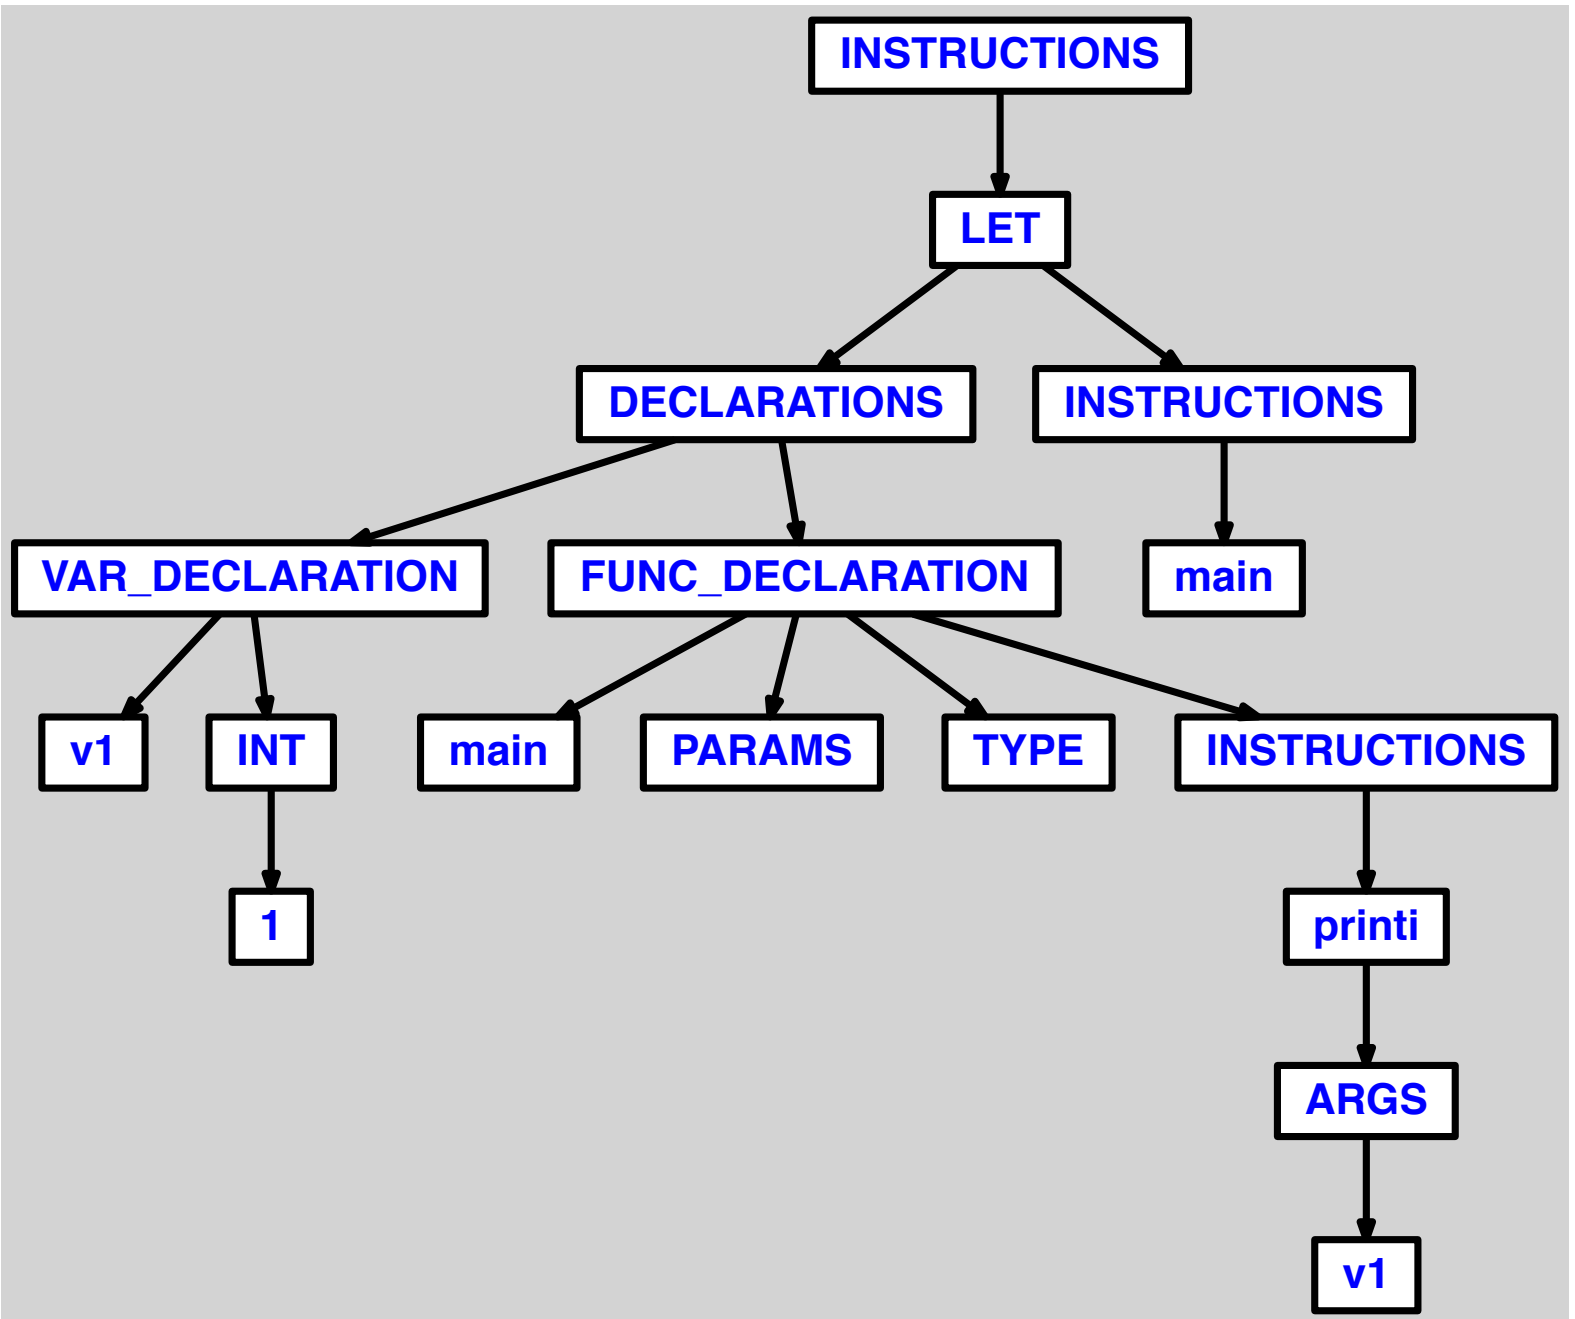 INSTRUCTIONS
LET
DECLARATIONS
INSTRUCTIONS
VAR_DECLARATION
FUNC_DECLARATION
main
v1
INT
main
PARAMS
TYPE
INSTRUCTIONS
1
printi
ARGS
v1